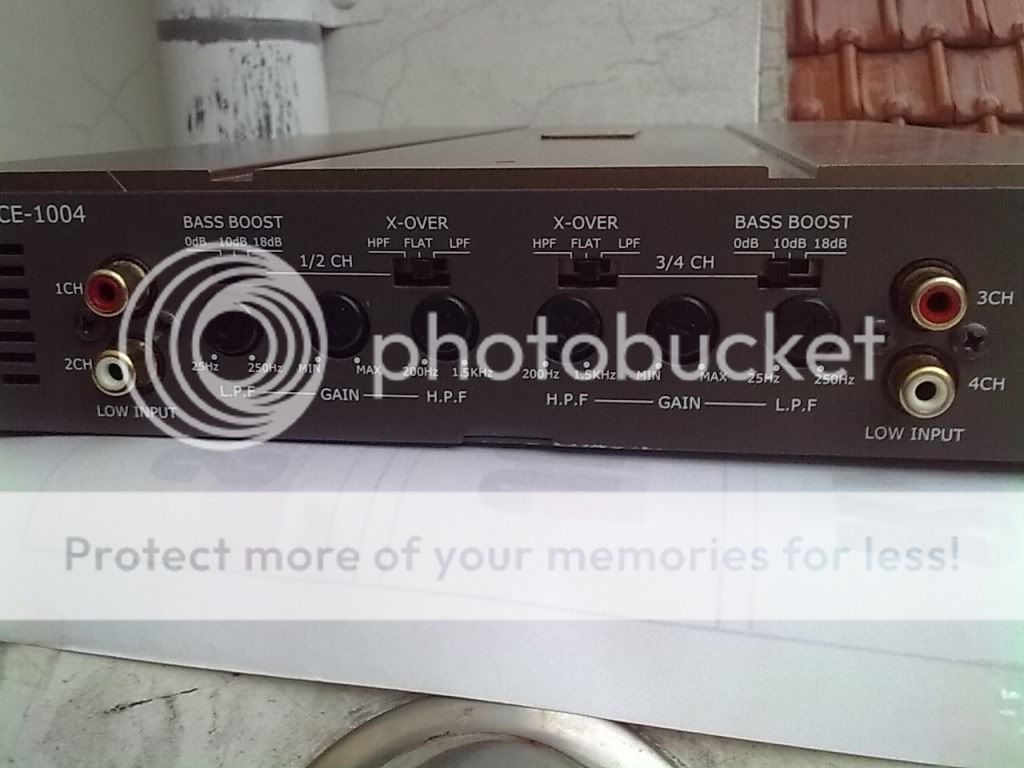 CE-1004
BASS BOOST X-OVER X-OVER BASS BOOST
0dB 10dB 18dB HPF FLAT LPF HPF FLAT LPF 0dB 10dB 18dB
1/2 CH 3/4 CH
1CH 3CH
photobucket
2CH 25Hz 250Hz MIN MAX 200Hz 1.5KHz 200Hz 1.5KHz MIN MAX 25Hz 250Hz 4CH
LOW INPUT L.P.F GAIN H.P.F H.P.F GAIN L.P.F LOW INPUT
Protect more of your memories for less!